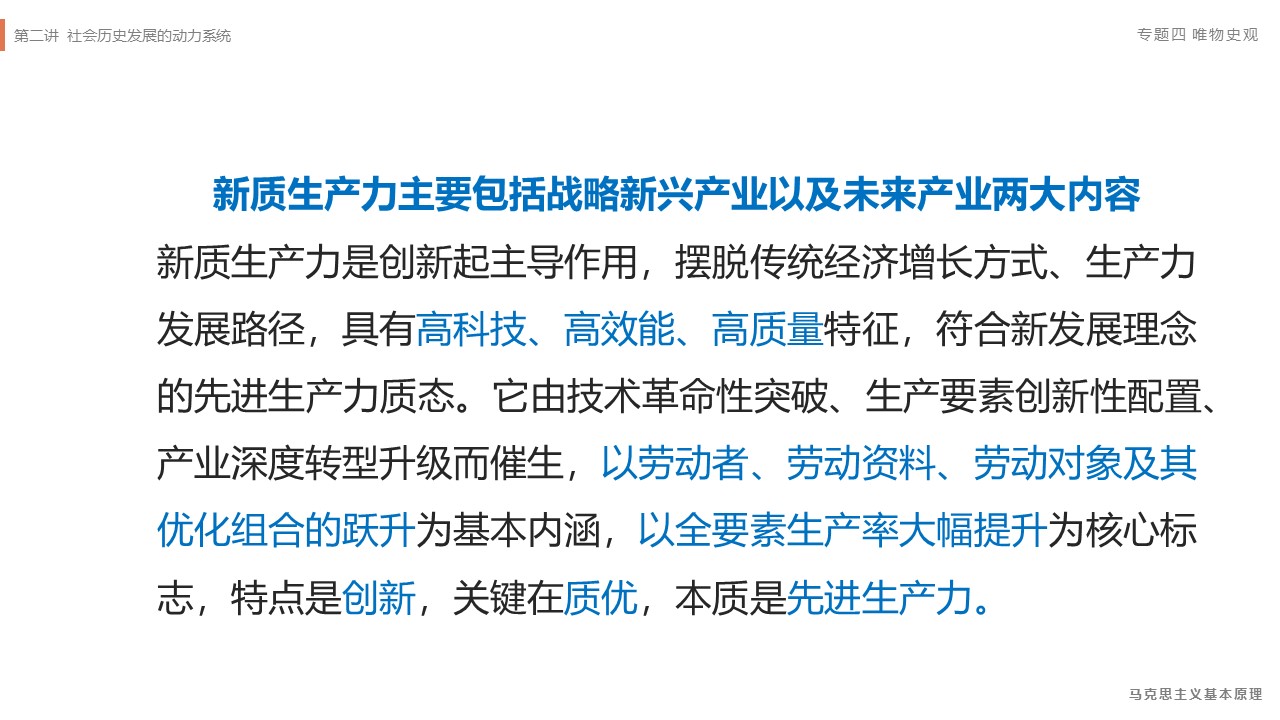 第二讲 社会历史发展的动力系统
专题四 唯物史观
新质生产力主要包括战略新兴产业以及未来产业两大内容
新质生产力是创新起主导作用，摆脱传统经济增长方式、生产力
发展路径，具有高科技、高效能、高质量特征，符合新发展理念
的先进生产力质态。它由技术革命性突破、生产要素创新性配置、
产业深度转型升级而催生，以劳动者、劳动资料、劳动对象及其
优化组合的跃升为基本内涵，以全要素生产率大幅提升为核心标
志，特点是创新，关键在质优，本质是先进生产力。
马克思主义基本原理